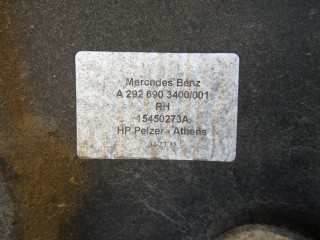 Mercedes Benz
A 292 690 3400/001
RH
15450273A
HP Pelzer - Athens